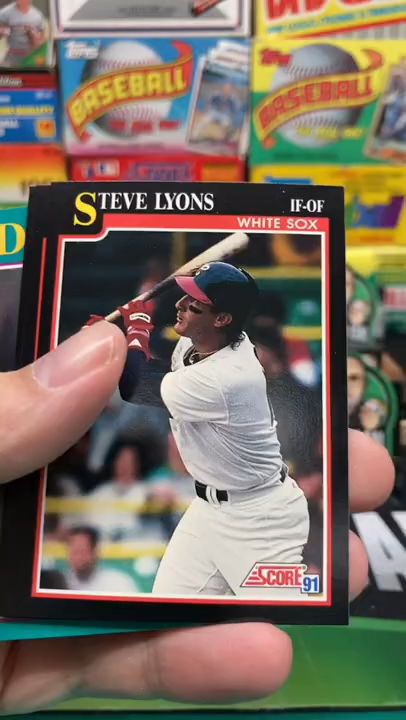 Topps
BASEBALL
Topps
BASEBALL
D
STEVE LYONS
IF-OF
WHITE SOX
SCORE 91